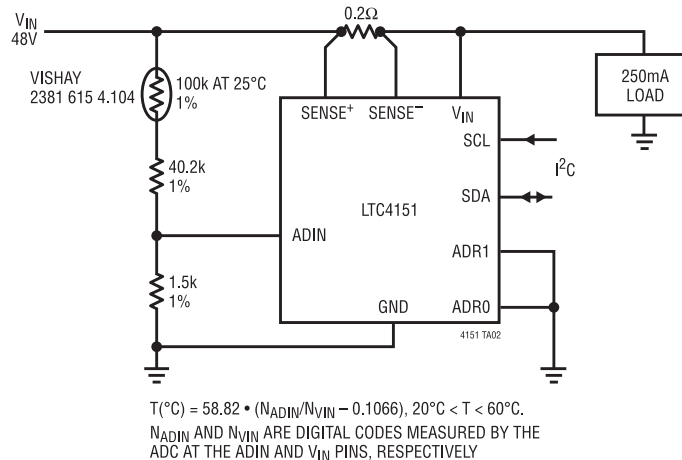 0.2Ω
VIN
48V
VISHAY
2381 615 4.104
100k AT 25°C
1%
250mA
LOAD
SENSE+
SENSE–
VIN
SCL
I2C
40.2k
1%
SDA
LTC4151
ADIN
ADR1
1.5k
1%
GND
ADR0
4151 TA02
T(°C) = 58.82 • (NADIN/NVIN – 0.1066), 20°C < T < 60°C.
NADIN AND NVIN ARE DIGITAL CODES MEASURED BY THE
ADC AT THE ADIN AND VIN PINS, RESPECTIVELY